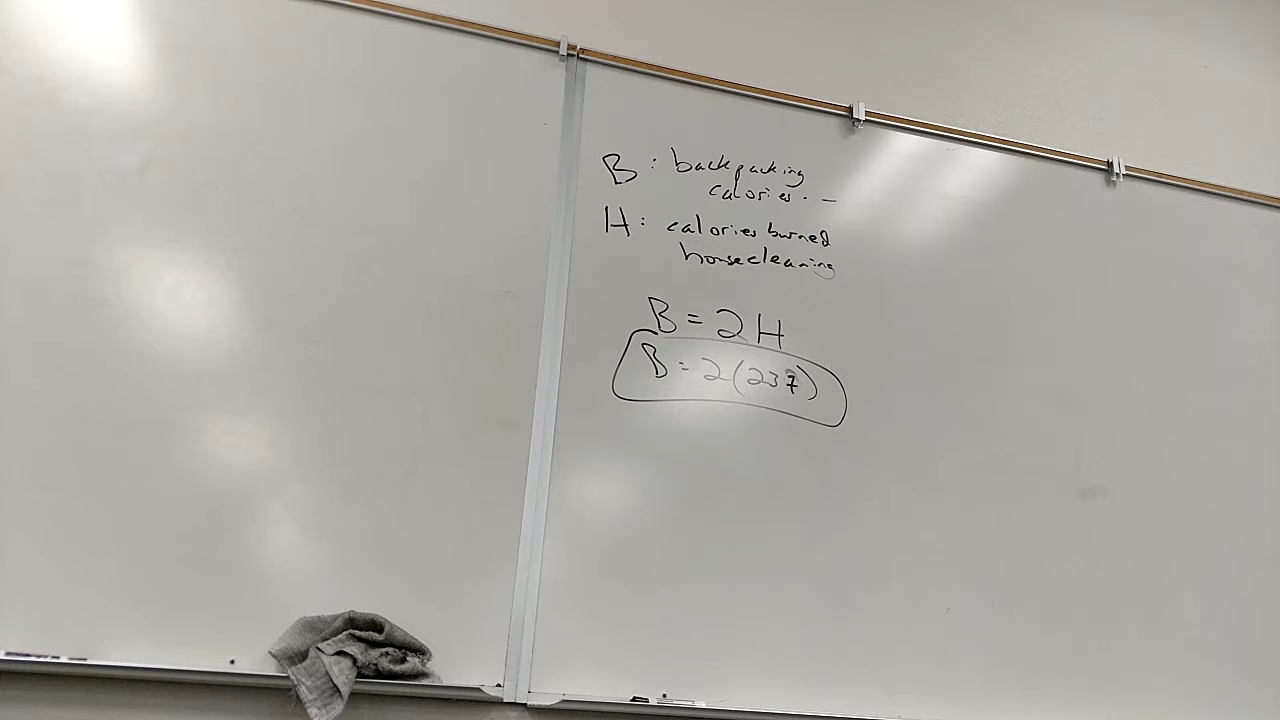 B : backpacking
calories. –
H : calories burned
housecleaning
B = 2H
B = 2(237)